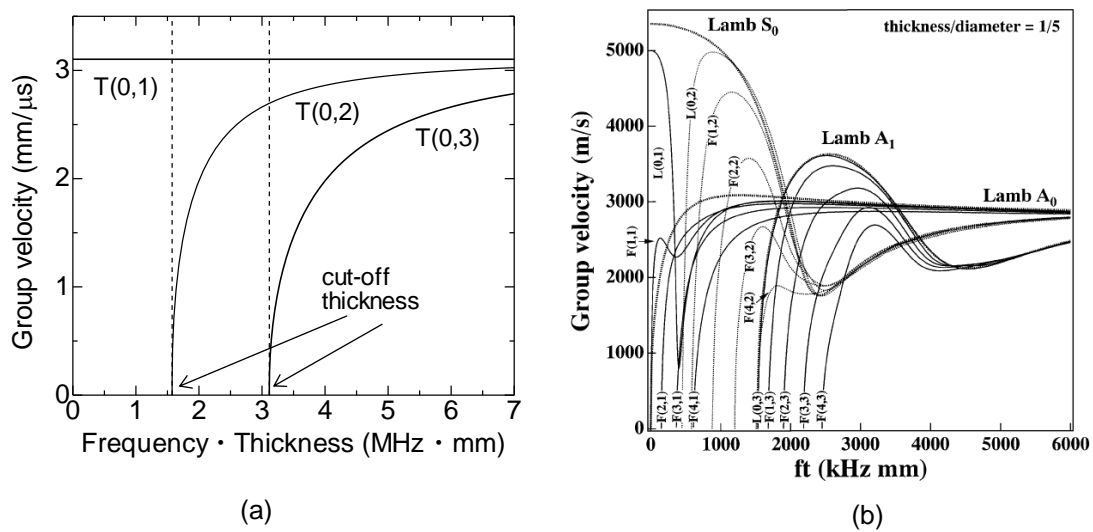 Group velocity (mm/μs)
3
2
1
0
T(0,1)
T(0,2)
T(0,3)
cut-off
thickness
0 1 2 3 4 5 6 7
Frequency・Thickness (MHz・mm)
(a)
Lamb S0
thickness/diameter = 1/5
Group velocity (m/s)
5000
4000
3000
2000
1000
0
L(0,1)
L(0,2)
F(1,2)
F(2,2)
Lamb A1
Lamb A0
F(1,1)
F(3,2)
F(4,2)
F(2,1)
F(3,1)
F(4,1)
L(0,3)
F(1,3)
F(2,3)
F(3,3)
F(4,3)
0 1000 2000 3000 4000 5000 6000
ft (kHz mm)
(b)